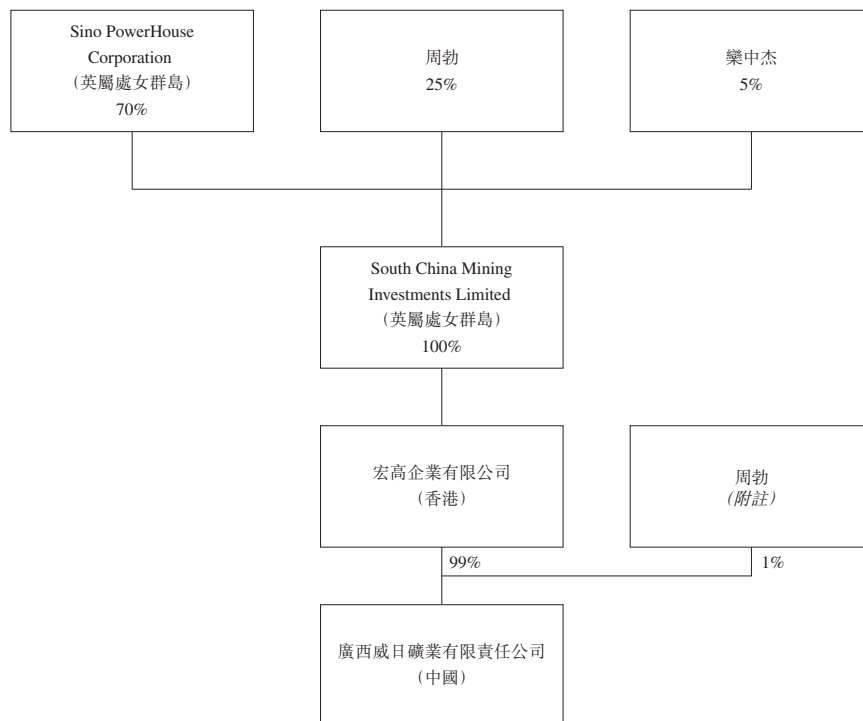 Sino PowerHouse
Corporation
（英屬處女群島）
70%
周勃
25%
欒中杰
5%
South China Mining
Investments Limited
（英屬處女群島）
100%
宏高企業有限公司
（香港）
周勃
（附註）
99%
1%
廣西威日礦業有限責任公司
（中國）